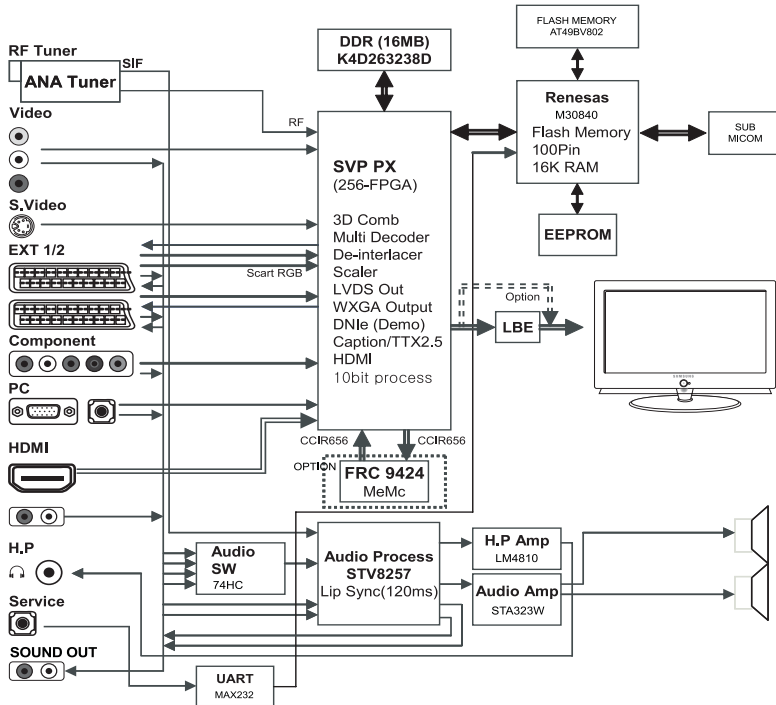 RF Tuner
SIF
ANA Tuner
Video
S.Video
EXT 1/2
Scart RGB
Component
PC
HDMI
H.P
Service
SOUND OUT
DDR (16MB)
K4D263238D
RF
SVP PX
(256-FPGA)
3D Comb
Multi Decoder
De-interlacer
Scaler
LVDS Out
WXGA Output
DNIe (Demo)
Caption/TTX2.5
HDMI
10bit process
CCIR656
CCIR656
OPTION
FRC 9424
MeMc
FLASH MEMORY
AT49BV802
Renesas
M30840
Flash Memory
100Pin
16K RAM
SUB
MICOM
EEPROM
Option
LBE
SAMSUNG
Audio
SW
74HC
Audio Process
STV8257
Lip Sync(120ms)
H.P Amp
LM4810
Audio Amp
STA323W
UART
MAX232